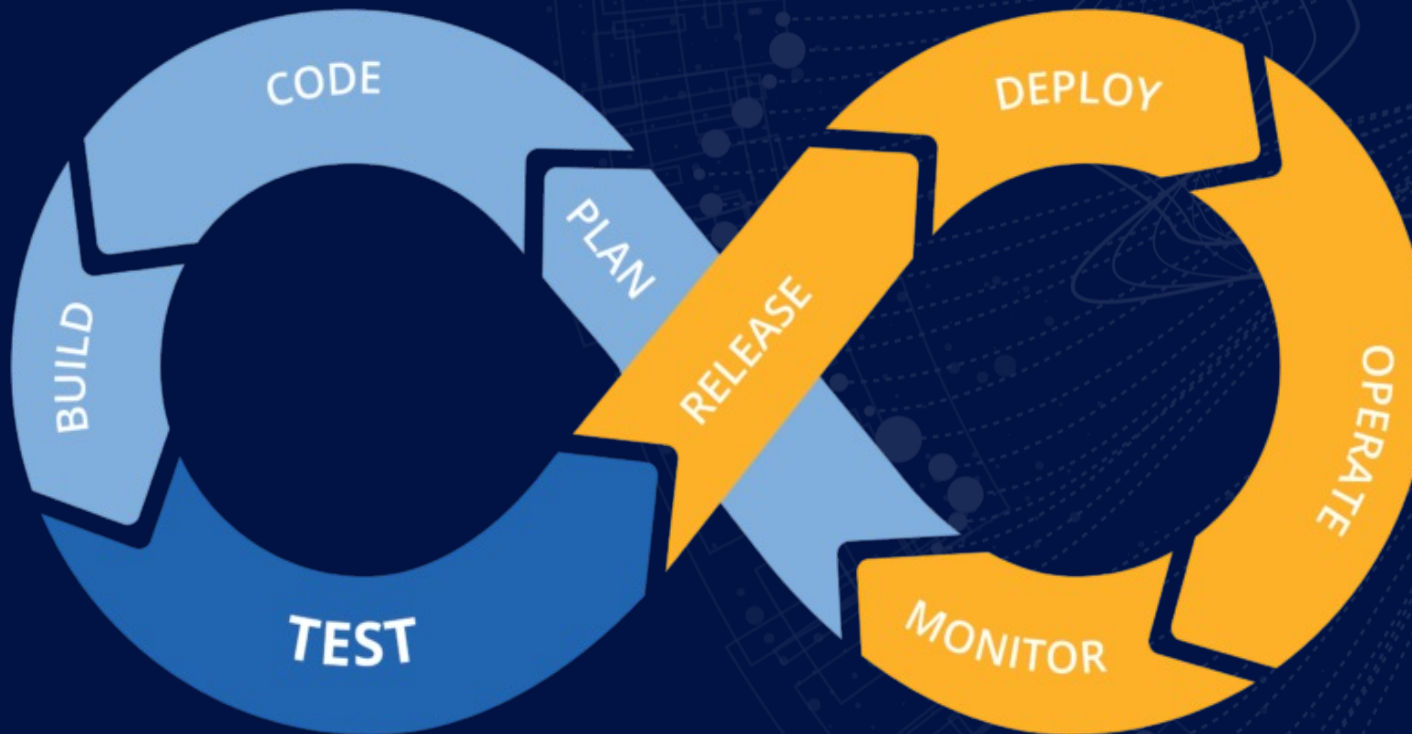 CODE
DEPLOY
PLAN
RELEASE
BUILD
OPERATE
TEST
MONITOR